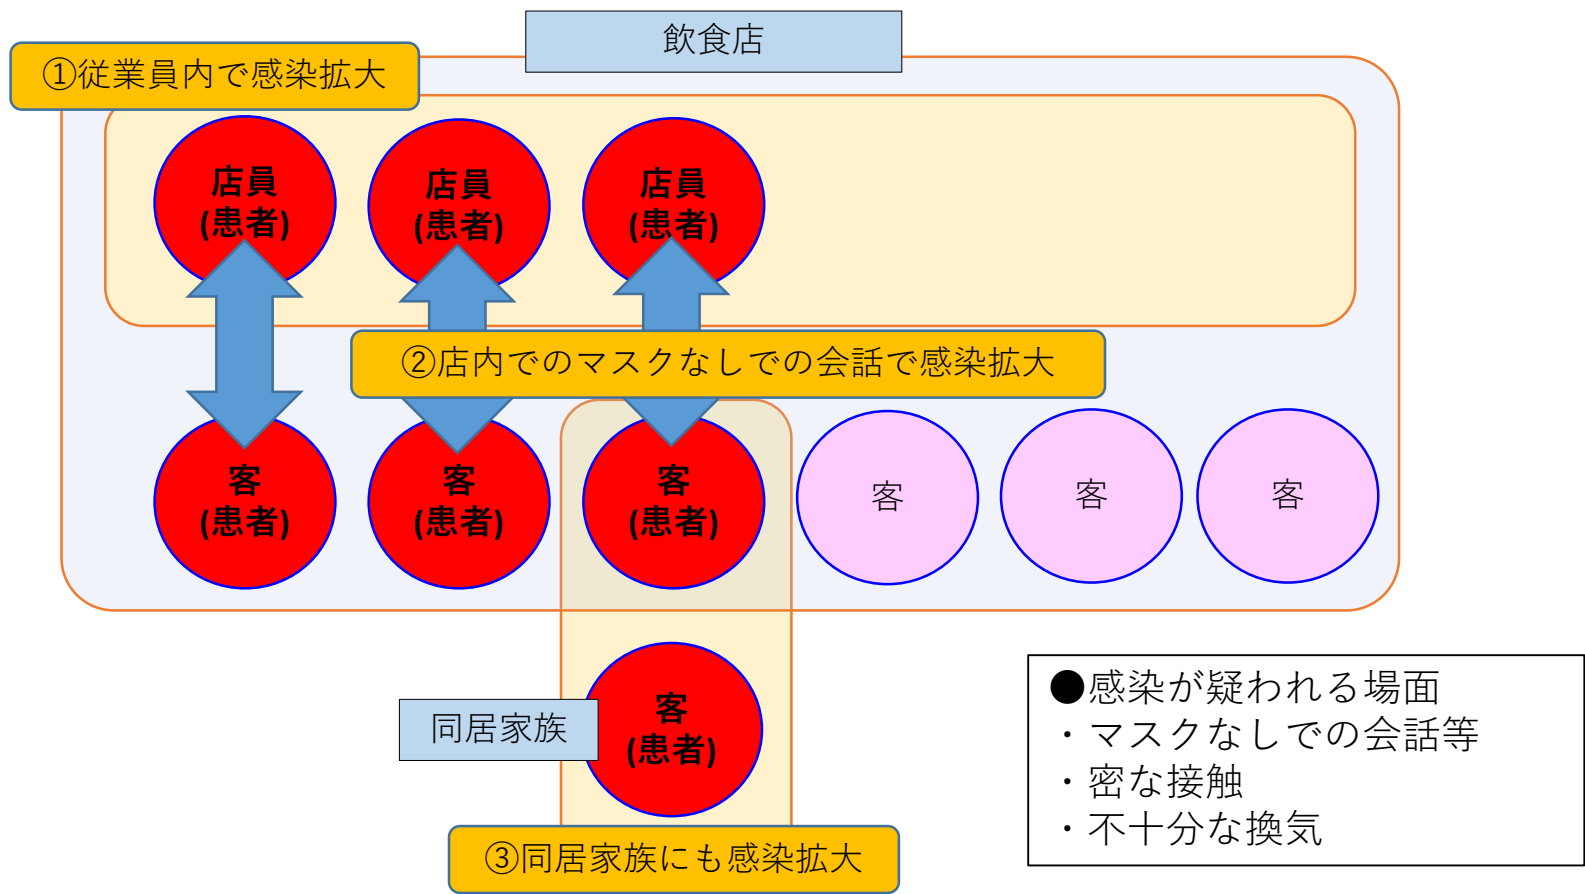 飲食店
①従業員内で感染拡大
店員
(患者)
店員
(患者)
店員
(患者)
②店内でのマスクなしでの会話で感染拡大
客
(患者)
客
(患者)
客
(患者)
客
客
客
同居家族
客
(患者)
③同居家族にも感染拡大
●感染が疑われる場面
・マスクなしでの会話等
・密な接触
・不十分な換気